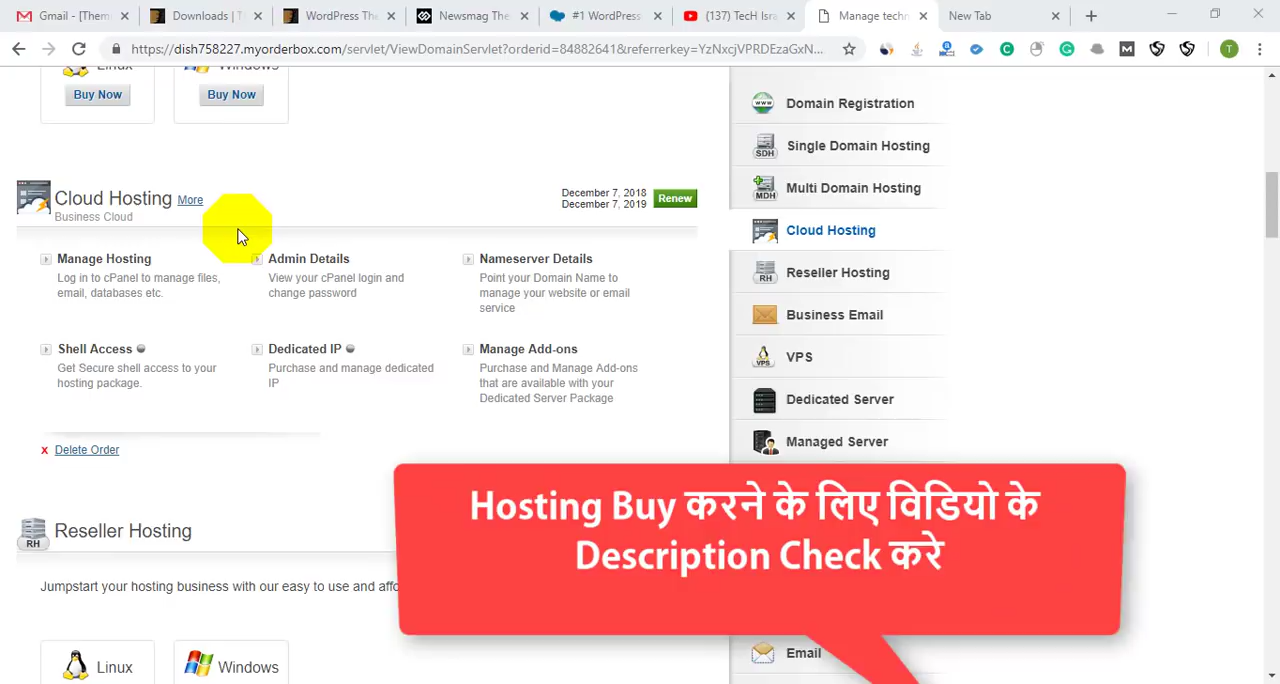 Gmail - [Them
Downloads | T
WordPress The
Newsmag The
#1 WordPress
(137) TecH Isra
Manage techn
New Tab
https://dish758227.myorderbox.com/servlet/ViewDomainServlet?orderid=84882641&referrerkey=YzNxcjVPRDEzaGxN...
T
Linux
Windows
Buy Now
Buy Now
Cloud Hosting More
Business Cloud
December 7, 2018
December 7, 2019
Renew
Manage Hosting
Log in to cPanel to manage files,
email, databases etc.
Admin Details
View your cPanel login and
change password
Nameserver Details
Point your Domain Name to
manage your website or email
service
Shell Access
Get Secure shell access to your
hosting package.
Dedicated IP
Purchase and manage dedicated
IP
Manage Add-ons
Purchase and Manage Add-ons
that are available with your
Dedicated Server Package
x Delete Order
RH
Reseller Hosting
Jumpstart your hosting business with our easy to use and affo
Linux
Windows
WWW
Domain Registration
SDH
Single Domain Hosting
MDH
Multi Domain Hosting
Cloud Hosting
RH
Reseller Hosting
Business Email
VPS
VPS
Dedicated Server
Managed Server
Email
Hosting Buy करने के लिए विडियो के
Description Check करे